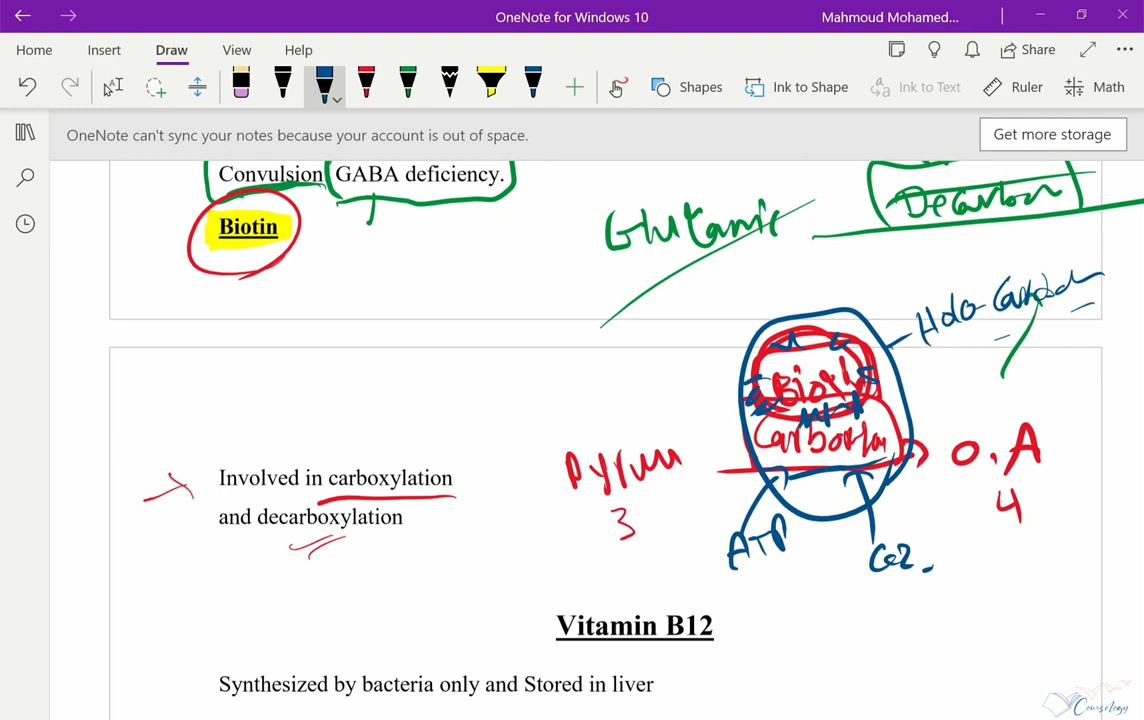 OneNote for Windows 10
Mahmoud Mohamed...
Home Insert Draw View Help
Share
Shapes Ink to Shape Ink to Text Ruler Math
OneNote can't sync your notes because your account is out of space.
Get more storage
Convulsion GABA deficiency.
Biotin
Glutamic
Holo-
Involved in carboxylation
and decarboxylation
3
O.A
4
ATP
Co2.
Vitamin B12
Synthesized by bacteria only and Stored in liver
Courselogy